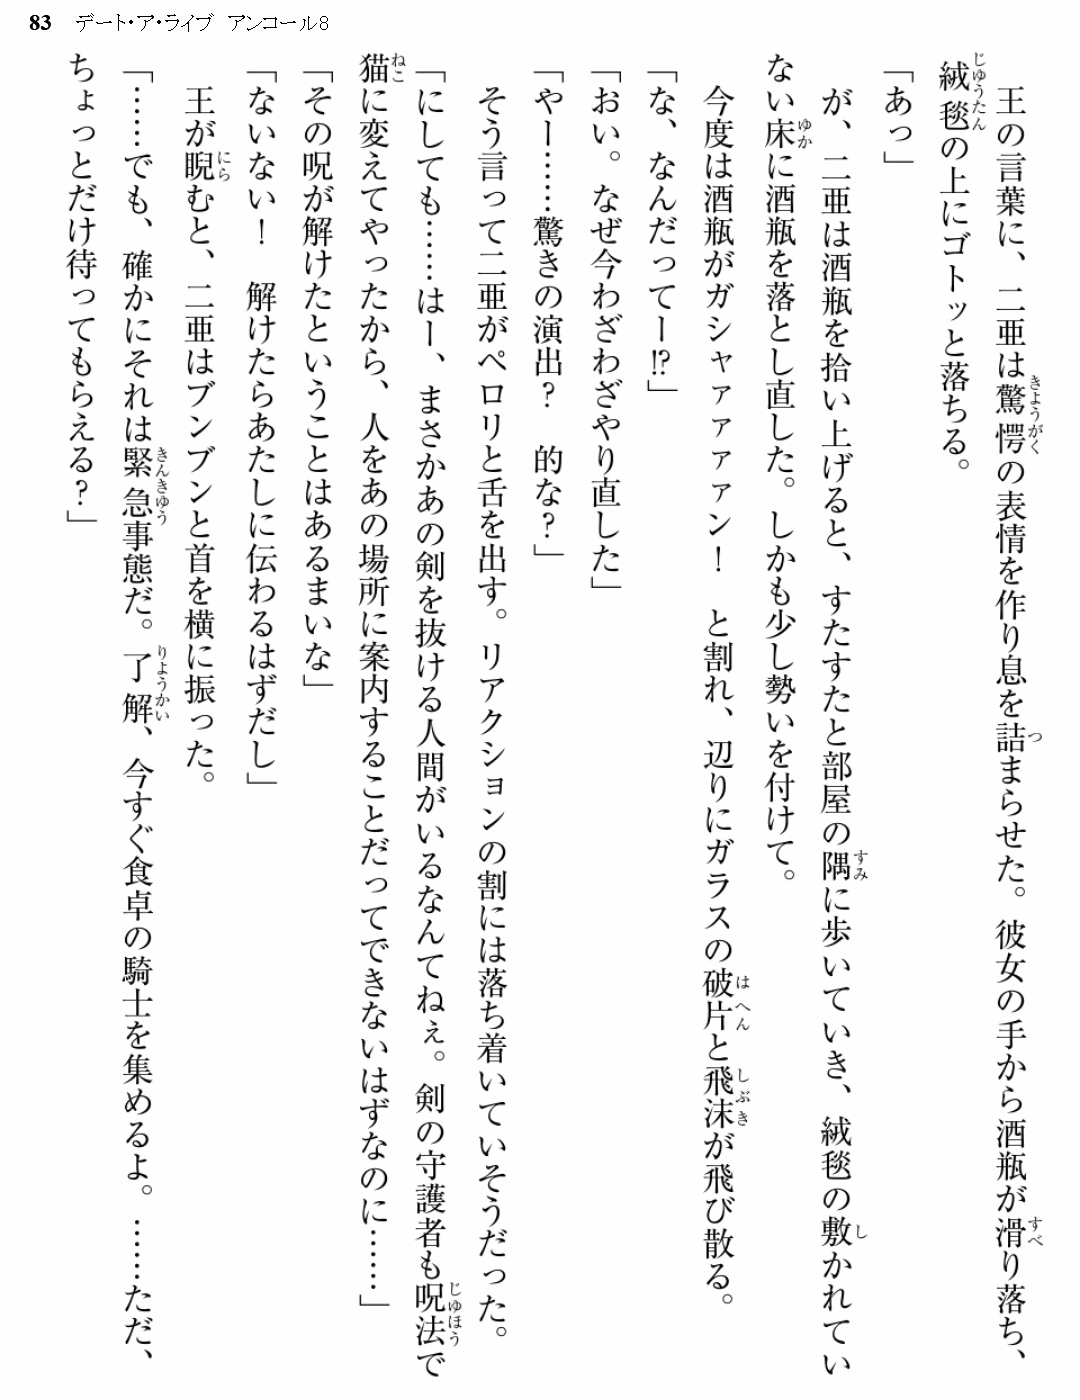 83 デート・ア・ライブ アンコール8
王の言葉に、二亜は驚愕の表情を作り息を詰まらせた。彼女の手から酒瓶が滑り落ち、
絨毯の上にゴトッと落ちる。
「あっ」
が、二亜は酒瓶を拾い上げると、すたすたと部屋の隅に歩いていき、絨毯の敷かれてい
ない床に酒瓶を落とし直した。しかも少し勢いを付けて。
今度は酒瓶がガシャァァァァン！　と割れ、辺りにガラスの破片と飛沫が飛び散る。
「な、なんだってー!?」
「おい。なぜ今わざわざやり直した」
「やー……驚きの演出？　的な？」
そう言って二亜がペロリと舌を出す。リアクションの割には落ち着いていそうだった。
「にしても……はー、まさかあの剣を抜ける人間がいるなんてねぇ。剣の守護者も呪法で
猫に変えてやったから、人をあの場所に案内することだってできないはずなのに……」
「その呪が解けたということはあるまいな」
「ないない！　解けたらあたしに伝わるはずだし」
王が睨むと、二亜はブンブンと首を横に振った。
「……でも、確かにそれは緊急事態だ。了解、今すぐ食卓の騎士を集めるよ。……ただ、
ちょっとだけ待ってもらえる？」